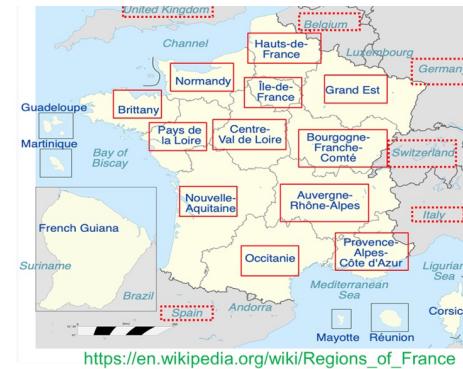 United Kingdom
Belgium
Channel
Hauts-de-
France
Luxembourg
German
Normandy
Île-de-
France
Grand Est
Guadeloupe
Brittany
Martinique
Pays de
la Loire
Centre-
Val de Loire
Bourgogne-
Franche-
Comté
Switzerland
Bay of
Biscay
Nouvelle-
Aquitaine
Auvergne-
Rhône-Alpes
Italy
French Guiana
Provence-
Alpes-
Côte d'Azur
Occitanie
Ligurian
Sea
Suriname
Mediterranean
Sea
Brazil
Spain
Andorra
Corsic
Mayotte
Réunion
https://en.wikipedia.org/wiki/Regions_of_France